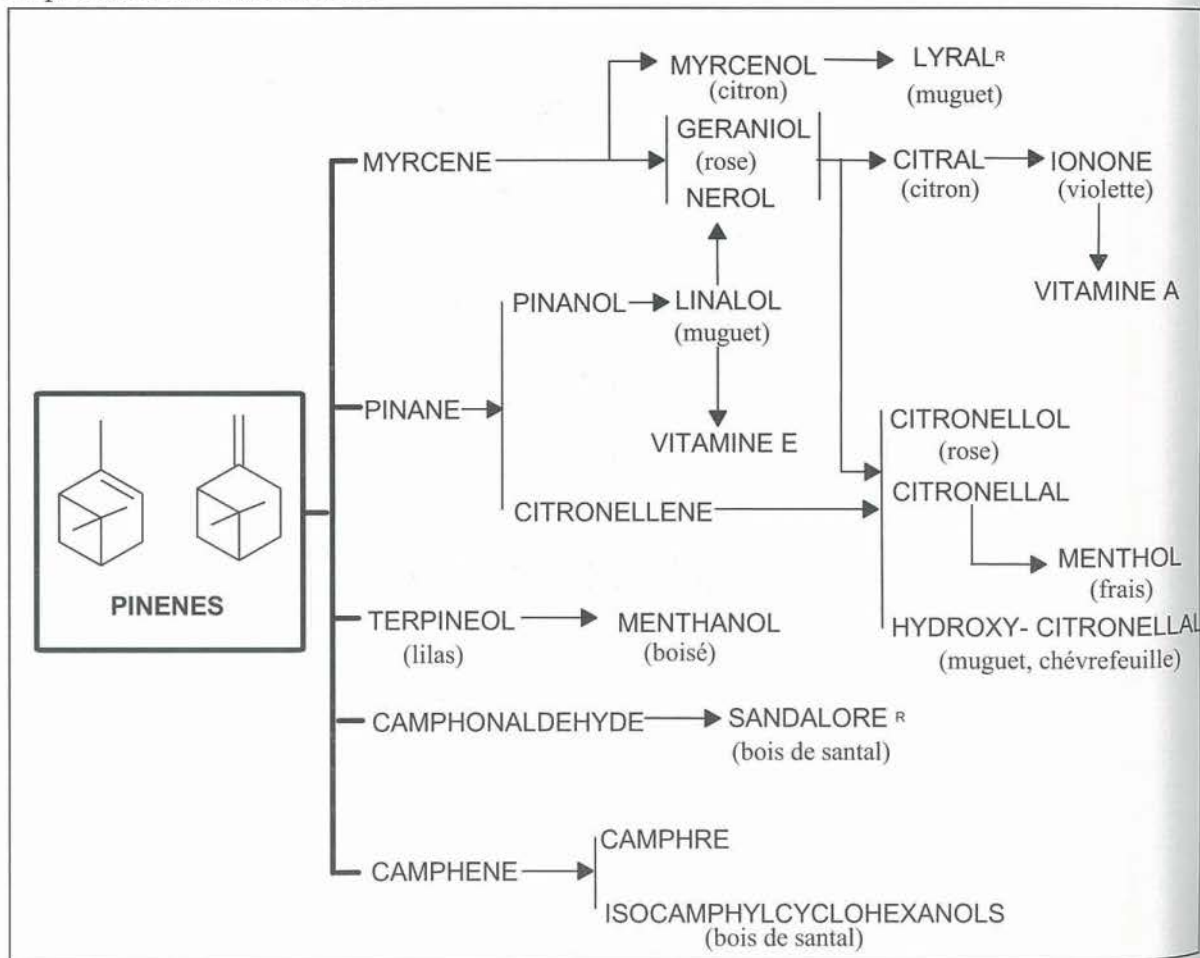 MYRCENOL
(citron)
LYRAL R
(muguet)
MYRCENE
GERANIOL
(rose)
NEROL
CITRAL
(citron)
IONONE
(violette)
VITAMINE A
PINANOL
LINALOL
(muguet)
PINANE
VITAMINE E
CITRONELLENE
CITRONELLOL
(rose)
CITRONELLAL
MENTHOL
(frais)
HYDROXY- CITRONELLAL
(muguet, chévrefeuille)
PINENES
TERPINEOL
(lilas)
MENTHANOL
(boisé)
CAMPHONALDEHYDE
SANDALORE R
(bois de santal)
CAMPHENE
CAMPHRE
ISOCAMPHYLCYCLOHEXANOLS
(bois de santal)